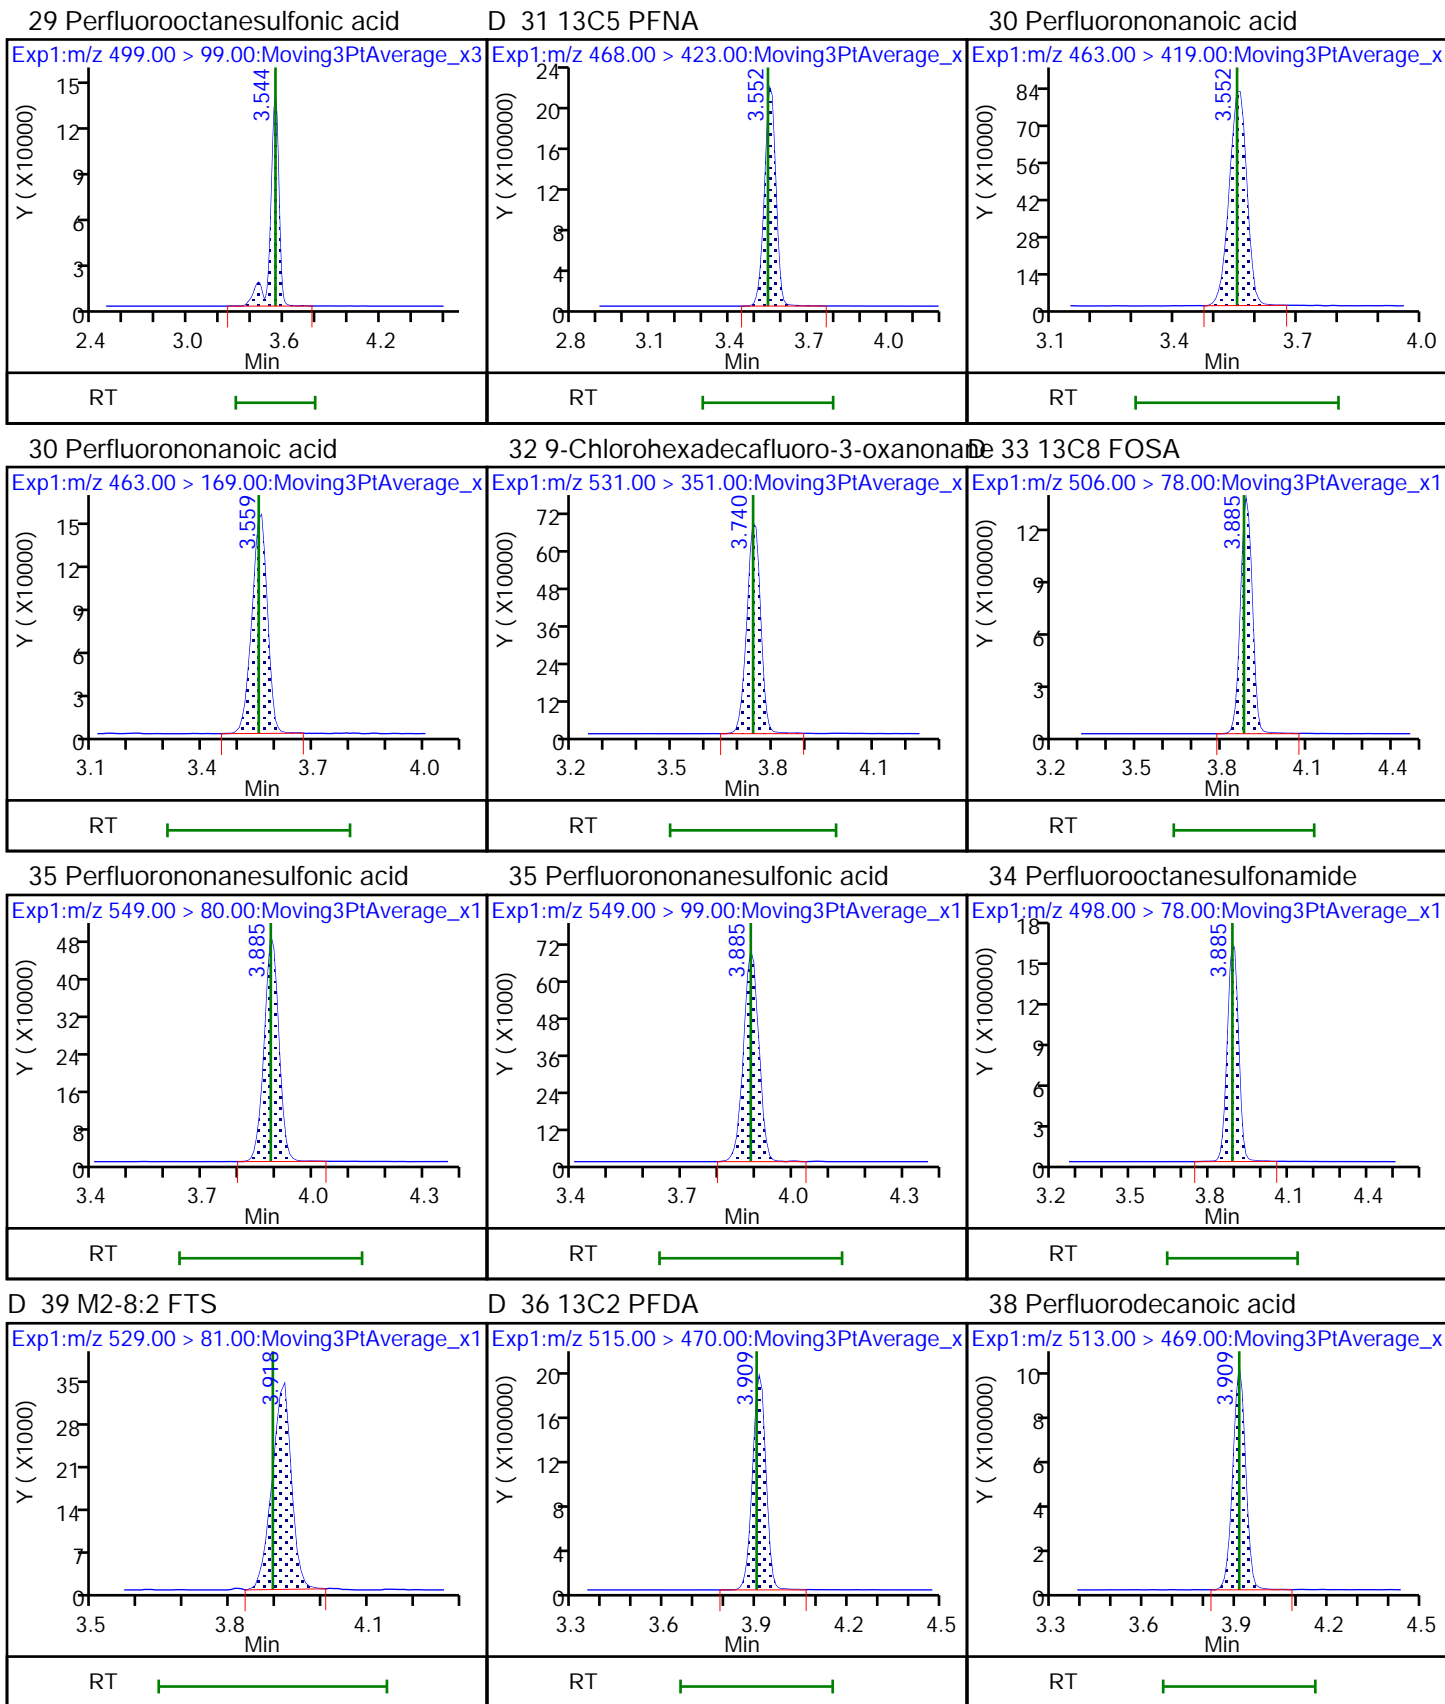 29 Perfluorooctanesulfonic acid
Exp1:m/z 499.00 > 99.00:Moving3PtAverage_x3
3.544
Y ( X10000)
15
12
9
6
3
0
2.4 3.0 3.6 4.2
Min
RT
D 31 13C5 PFNA
Exp1:m/z 468.00 > 423.00:Moving3PtAverage_x
3.552
Y ( X100000)
24
20
16
12
8
4
0
2.8 3.1 3.4 3.7 4.0
Min
RT
30 Perfluorononanoic acid
Exp1:m/z 463.00 > 419.00:Moving3PtAverage_x
3.552
Y ( X10000)
84
70
56
42
28
14
0
3.1 3.4 3.7 4.0
Min
RT
30 Perfluorononanoic acid
Exp1:m/z 463.00 > 169.00:Moving3PtAverage_x
3.559
Y ( X10000)
15
12
9
6
3
0
3.1 3.4 3.7 4.0
Min
RT
32 9-Chlorohexadecafluoro-3-oxanonane
Exp1:m/z 531.00 > 351.00:Moving3PtAverage_x
3.740
Y ( X10000)
72
60
48
36
24
12
0
3.2 3.5 3.8 4.1
Min
RT
D 33 13C8 FOSA
Exp1:m/z 506.00 > 78.00:Moving3PtAverage_x1
3.885
Y ( X100000)
12
9
6
3
0
3.2 3.5 3.8 4.1 4.4
Min
RT
35 Perfluorononanesulfonic acid
Exp1:m/z 549.00 > 80.00:Moving3PtAverage_x1
3.885
Y ( X10000)
48
40
32
24
16
8
0
3.4 3.7 4.0 4.3
Min
RT
35 Perfluorononanesulfonic acid
Exp1:m/z 549.00 > 99.00:Moving3PtAverage_x1
3.885
Y ( X1000)
72
60
48
36
24
12
0
3.4 3.7 4.0 4.3
Min
RT
34 Perfluorooctanesulfonamide
Exp1:m/z 498.00 > 78.00:Moving3PtAverage_x1
3.885
Y ( X100000)
18
15
12
9
6
3
0
3.2 3.5 3.8 4.1 4.4
Min
RT
D 39 M2-8:2 FTS
Exp1:m/z 529.00 > 81.00:Moving3PtAverage_x1
3.918
Y ( X1000)
35
28
21
14
7
0
3.5 3.8 4.1
Min
RT
D 36 13C2 PFDA
Exp1:m/z 515.00 > 470.00:Moving3PtAverage_x
3.909
Y ( X100000)
20
16
12
8
4
0
3.3 3.6 3.9 4.2 4.5
Min
RT
38 Perfluorodecanoic acid
Exp1:m/z 513.00 > 469.00:Moving3PtAverage_x
3.909
Y ( X100000)
10
8
6
4
2
0
3.3 3.6 3.9 4.2 4.5
Min
RT